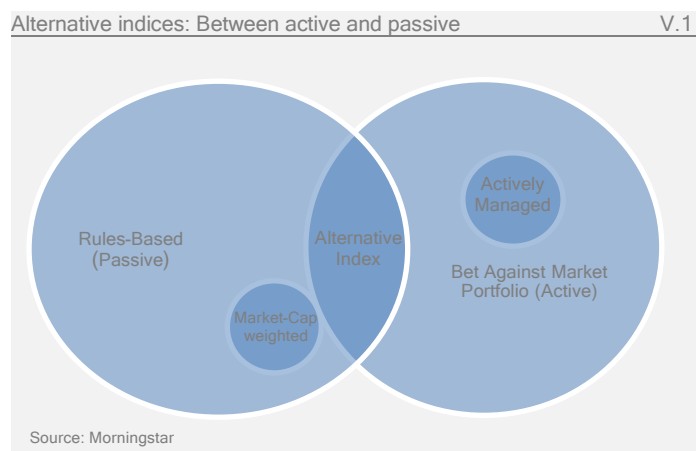 Alternative indices: Between active and passive V.1
Actively
Managed
Rules-Based
(Passive)
Alternative
Index
Bet Against Market
Portfolio (Active)
Market-Cap
weighted
Source: Morningstar